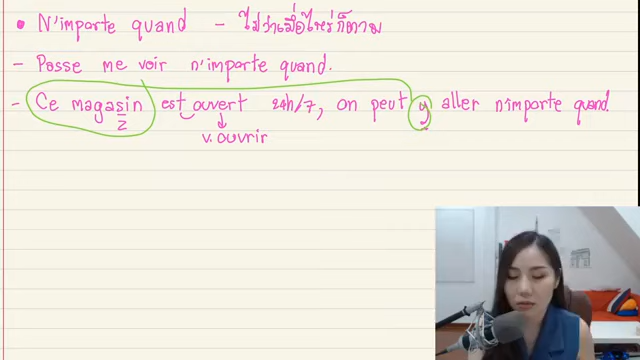 • N'importe quand - ไม่ว่าเมื่อไหร่ก็ตาม
- Passe me voir n'importe quand.
- Ce magasin est ouvert 24h/7, on peut y aller n'importe quand.
z
v. ouvrir